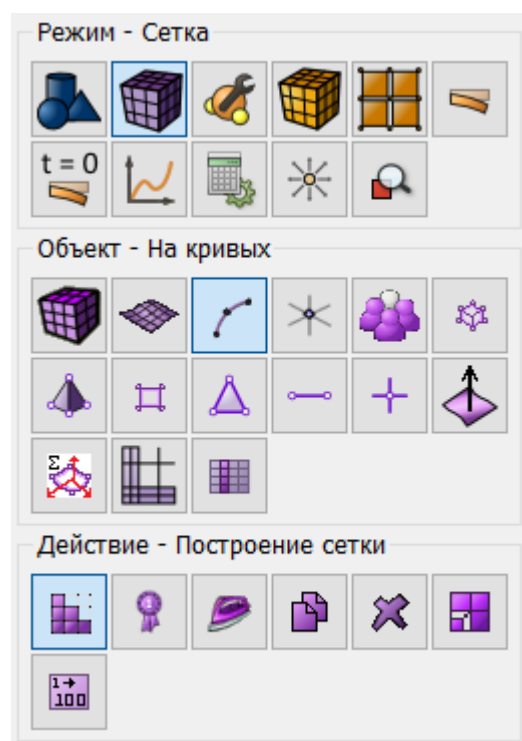 Режим - Сетка
t = 0
Объект - На кривых
Σ
Действие - Построение сетки
1→
100